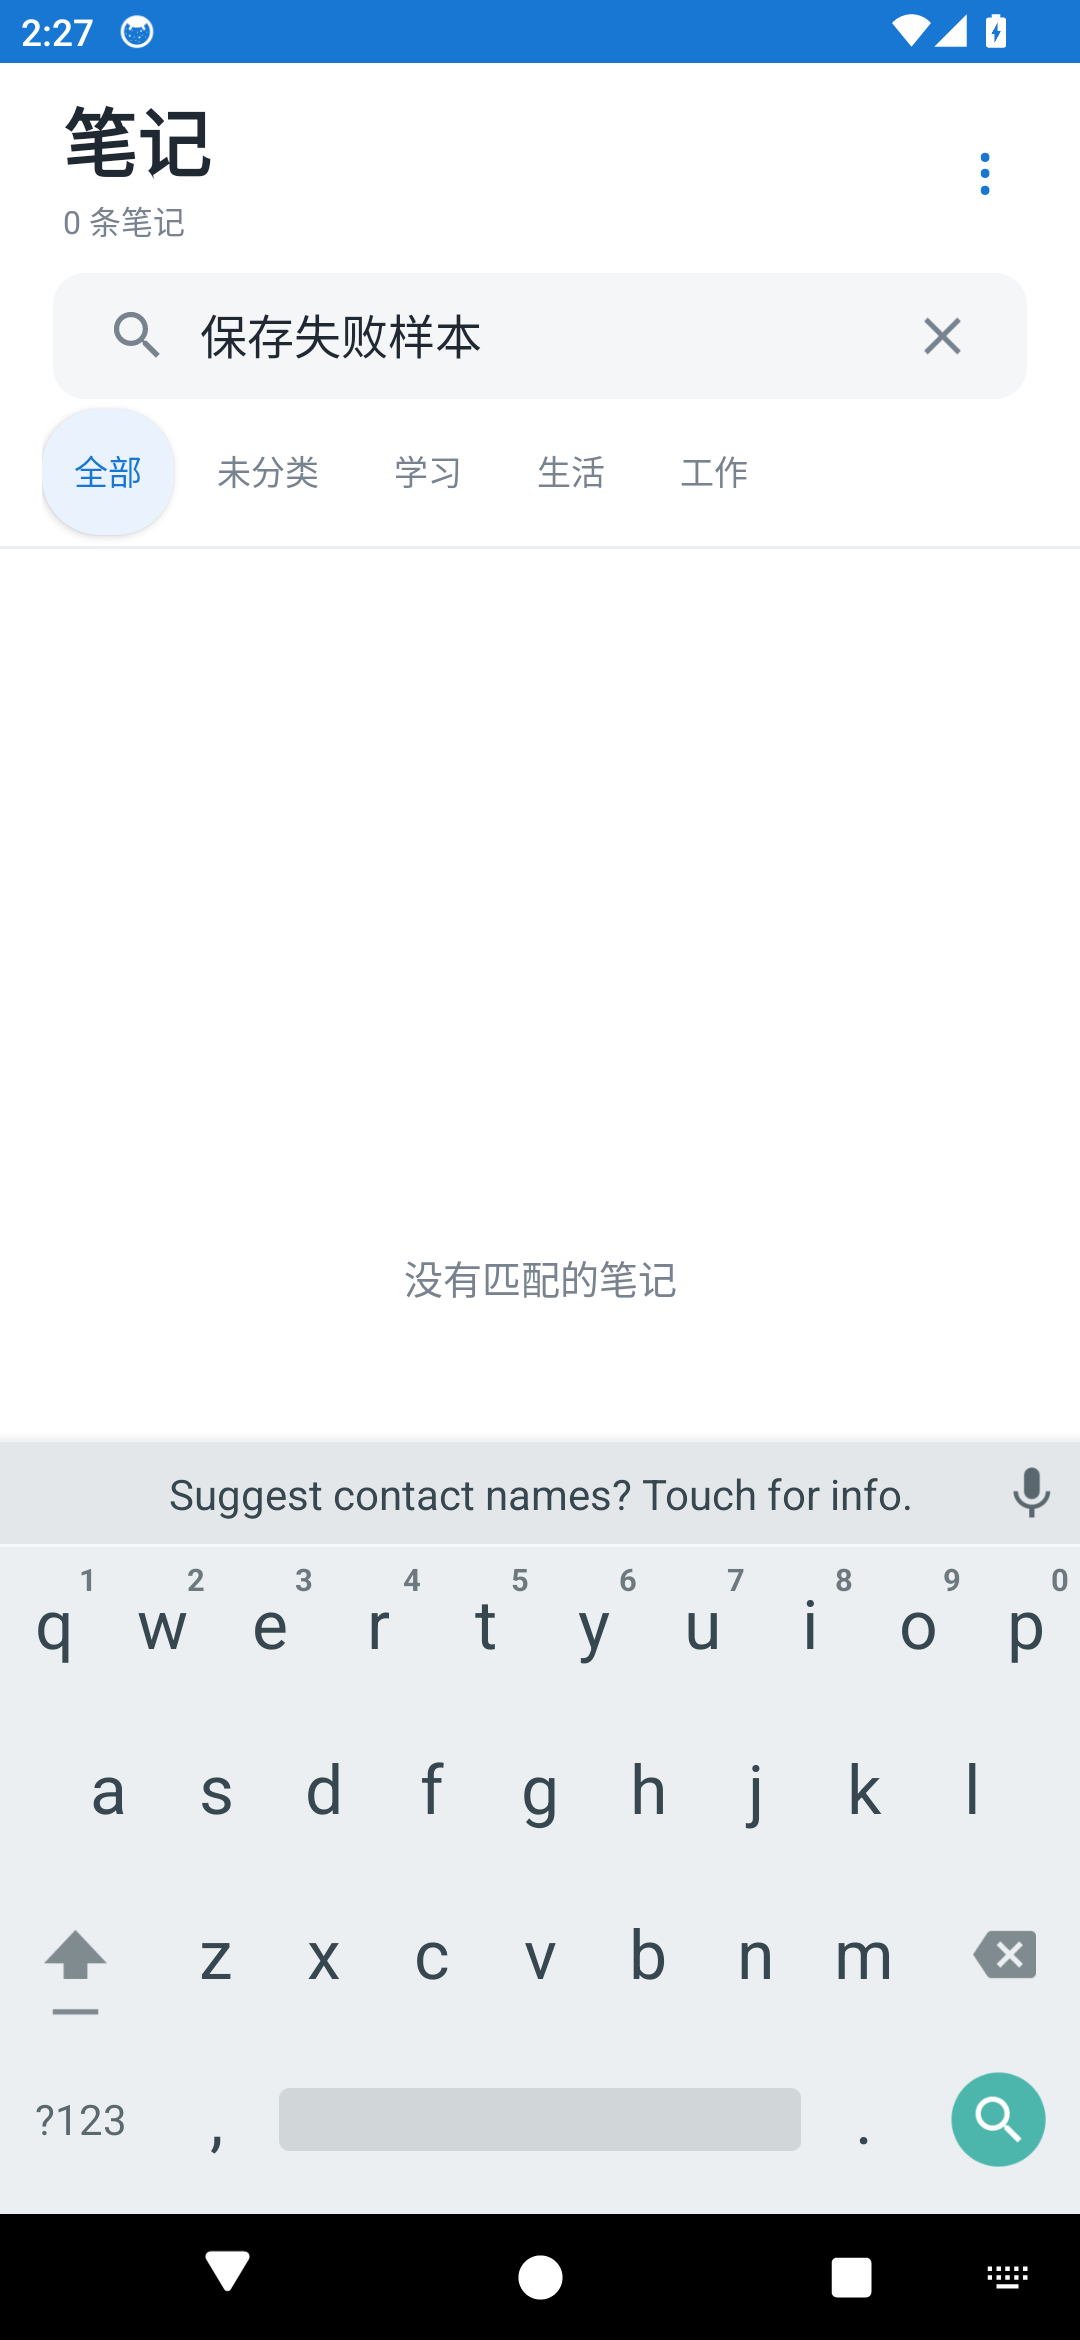 2:27
笔记
0 条笔记
保存失败样本
全部 未分类 学习 生活 工作
没有匹配的笔记
Suggest contact names? Touch for info.
1 2 3 4 5 6 7 8 9 0
q w e r t y u i o p
a s d f g h j k l
z x c v b n m
?123 , .